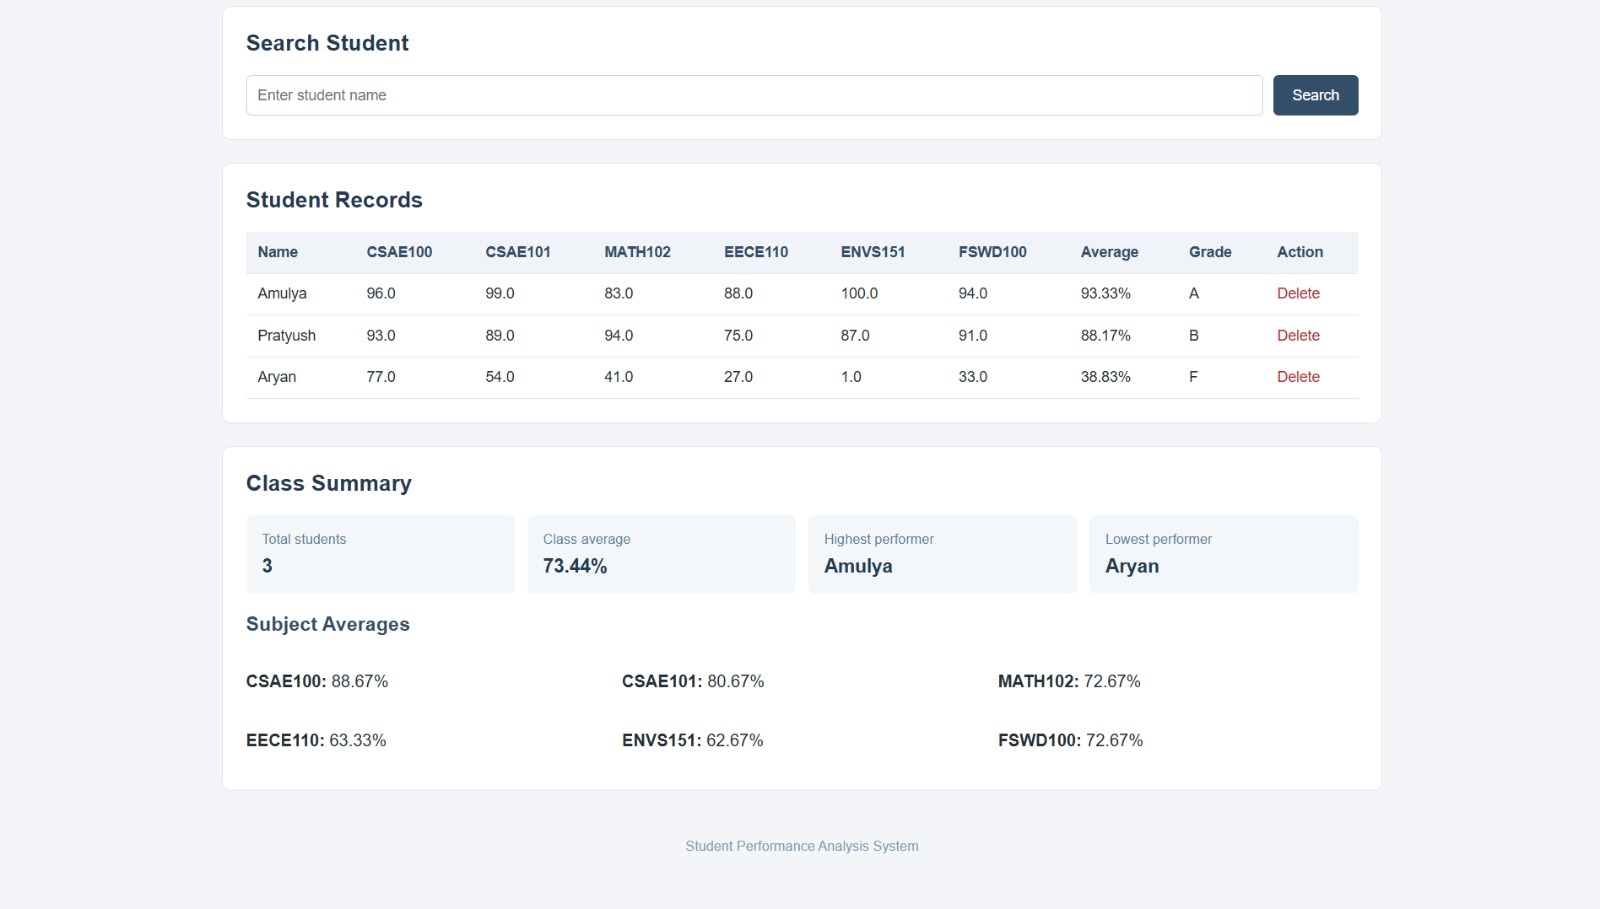 Search Student
Enter student name
Search
Student Records
Name CSAE100 CSAE101 MATH102 EECE110 ENVS151 FSWD100 Average Grade Action
Amulya 96.0 99.0 83.0 88.0 100.0 94.0 93.33% A Delete
Pratyush 93.0 89.0 94.0 75.0 87.0 91.0 88.17% B Delete
Aryan 77.0 54.0 41.0 27.0 1.0 33.0 38.83% F Delete
Class Summary
Total students
3
Class average
73.44%
Highest performer
Amulya
Lowest performer
Aryan
Subject Averages
CSAE100: 88.67% CSAE101: 80.67% MATH102: 72.67%
EECE110: 63.33% ENVS151: 62.67% FSWD100: 72.67%
Student Performance Analysis System